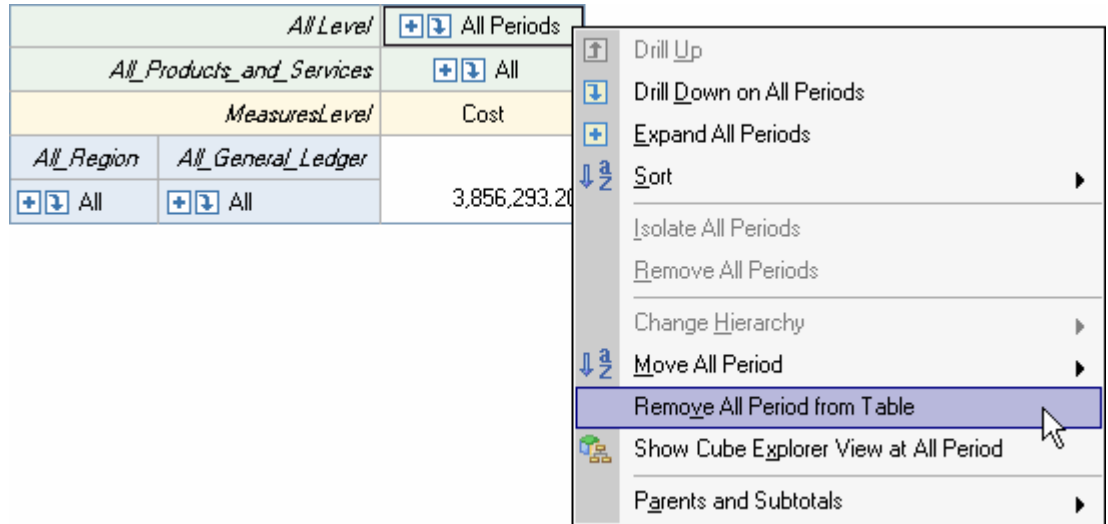 All Level All Periods
All_Products_and_Services All
MeasuresLevel Cost
All_Region All_General_Ledger
All All 3,856,293.20
Drill Up
Drill Down on All Periods
Expand All Periods
Sort
Isolate All Periods
Remove All Periods
Change Hierarchy
Move All Period
Remove All Period from Table
Show Cube Explorer View at All Period
Parents and Subtotals